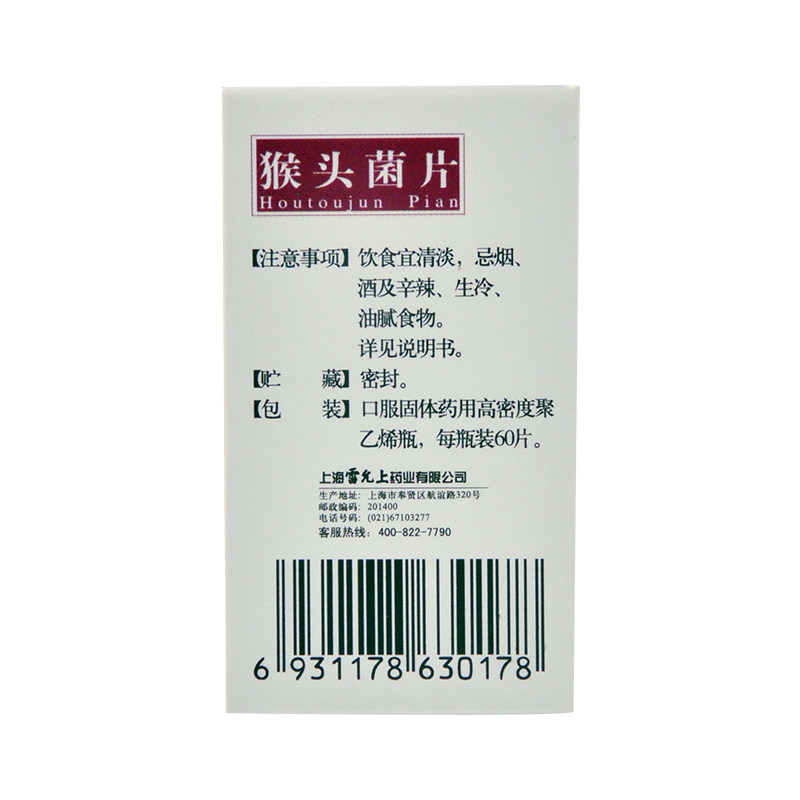 猴头菌片
Houtoujun Pian
【注意事项】饮食宜清淡，忌烟、
酒及辛辣、生冷、
油腻食物。
详见说明书。
【贮 藏】密封。
【包 装】口服固体药用高密度聚
乙烯瓶，每瓶装60片。
上海雷允上药业有限公司
生产地址：上海市奉贤区航谊路320号
邮政编码：201400
电话号码：(021)67103277
客服热线：400-822-7790
6 931178 630178